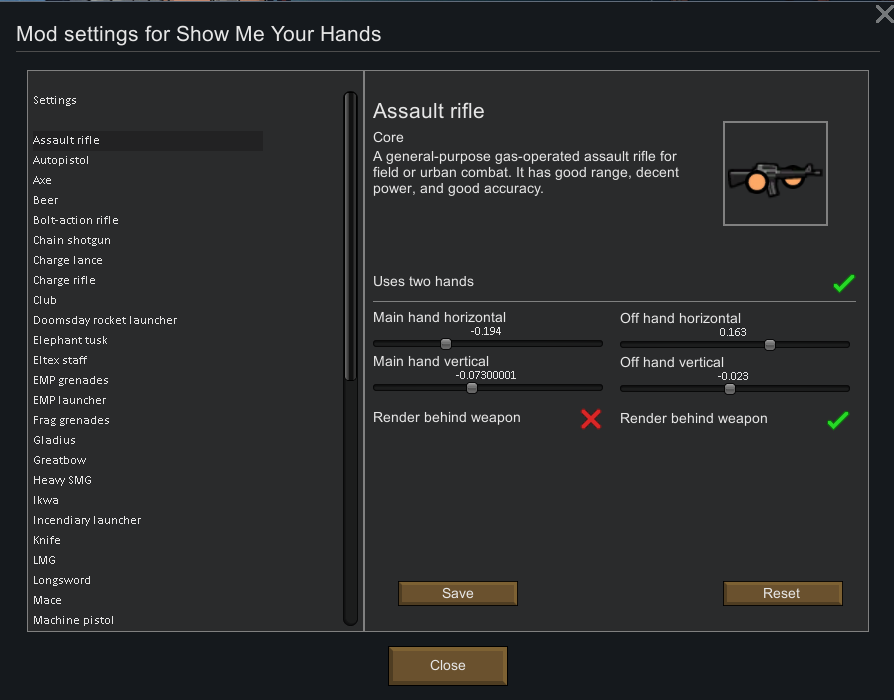 Mod settings for Show Me Your Hands
Settings
Assault rifle
Autopistol
Axe
Beer
Bolt-action rifle
Chain shotgun
Charge lance
Charge rifle
Club
Doomsday rocket launcher
Elephant tusk
Eltex staff
EMP grenades
EMP launcher
Frag grenades
Gladius
Greatbow
Heavy SMG
Ikwa
Incendiary launcher
Knife
LMG
Longsword
Mace
Machine pistol
Assault rifle
Core
A general-purpose gas-operated assault rifle for
field or urban combat. It has good range, decent
power, and good accuracy.
Uses two hands
Main hand horizontal
-0.194
Main hand vertical
-0.07300001
Render behind weapon
Off hand horizontal
0.163
Off hand vertical
-0.023
Render behind weapon
Save
Reset
Close